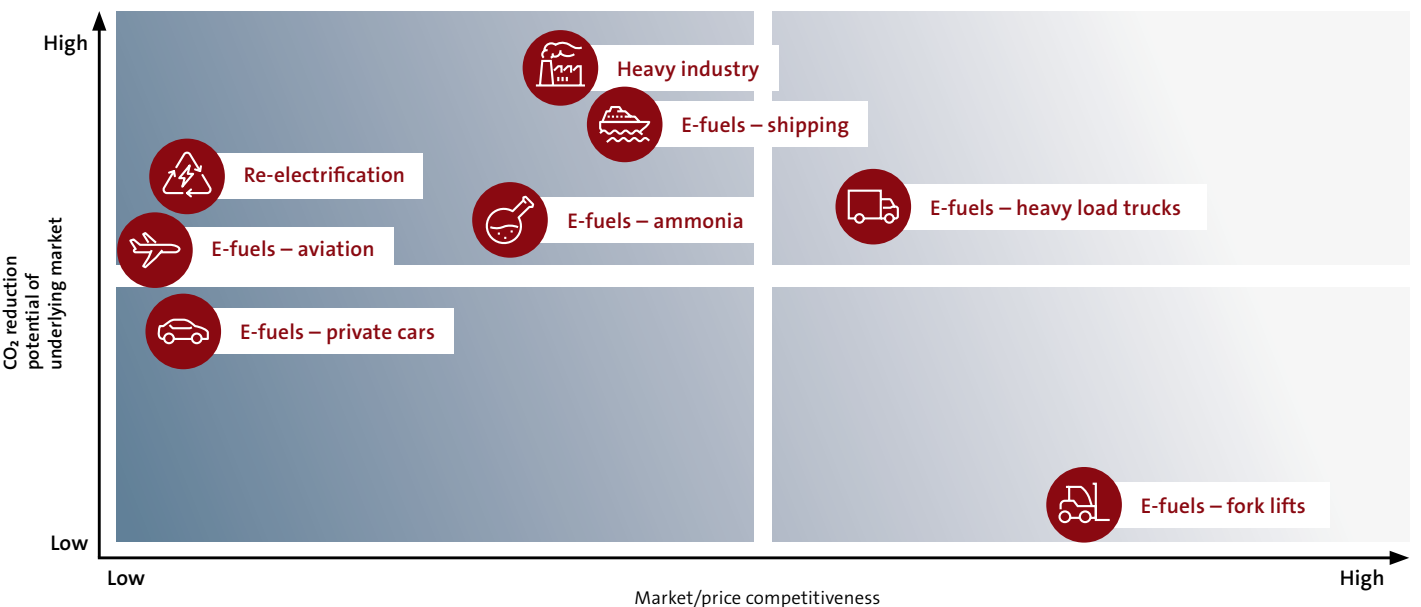 High
Heavy industry
E-fuels – shipping
Re-electrification
E-fuels – heavy load trucks
E-fuels – ammonia
E-fuels – aviation
CO₂ reduction
potential of
underlying market
E-fuels – private cars
E-fuels – fork lifts
Low
Low
High
Market/price competitiveness